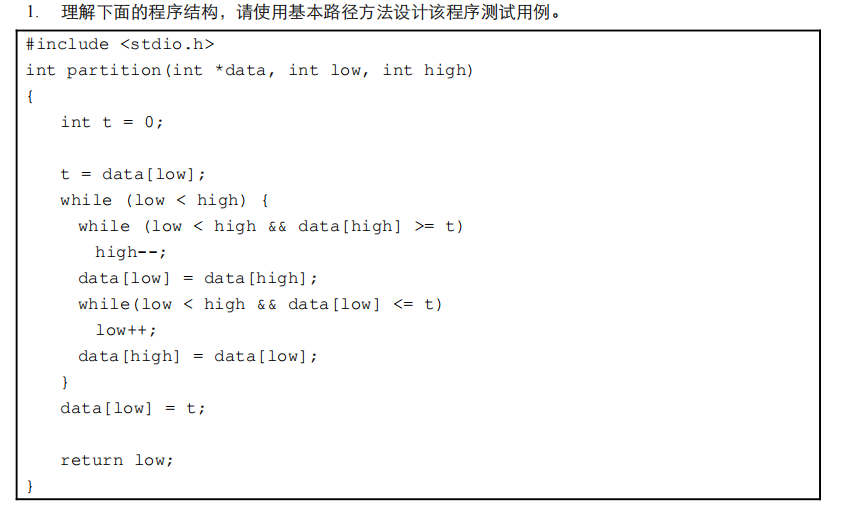 1. 理解下面的程序结构，请使用基本路径方法设计该程序测试用例。
#include <stdio.h>
int partition(int *data, int low, int high)
{
int t = 0;
t = data[low];
while (low < high) {
while (low < high && data[high] >= t)
high--;
data[low] = data[high];
while(low < high && data[low] <= t)
low++;
data[high] = data[low];
}
data[low] = t;
return low;
}